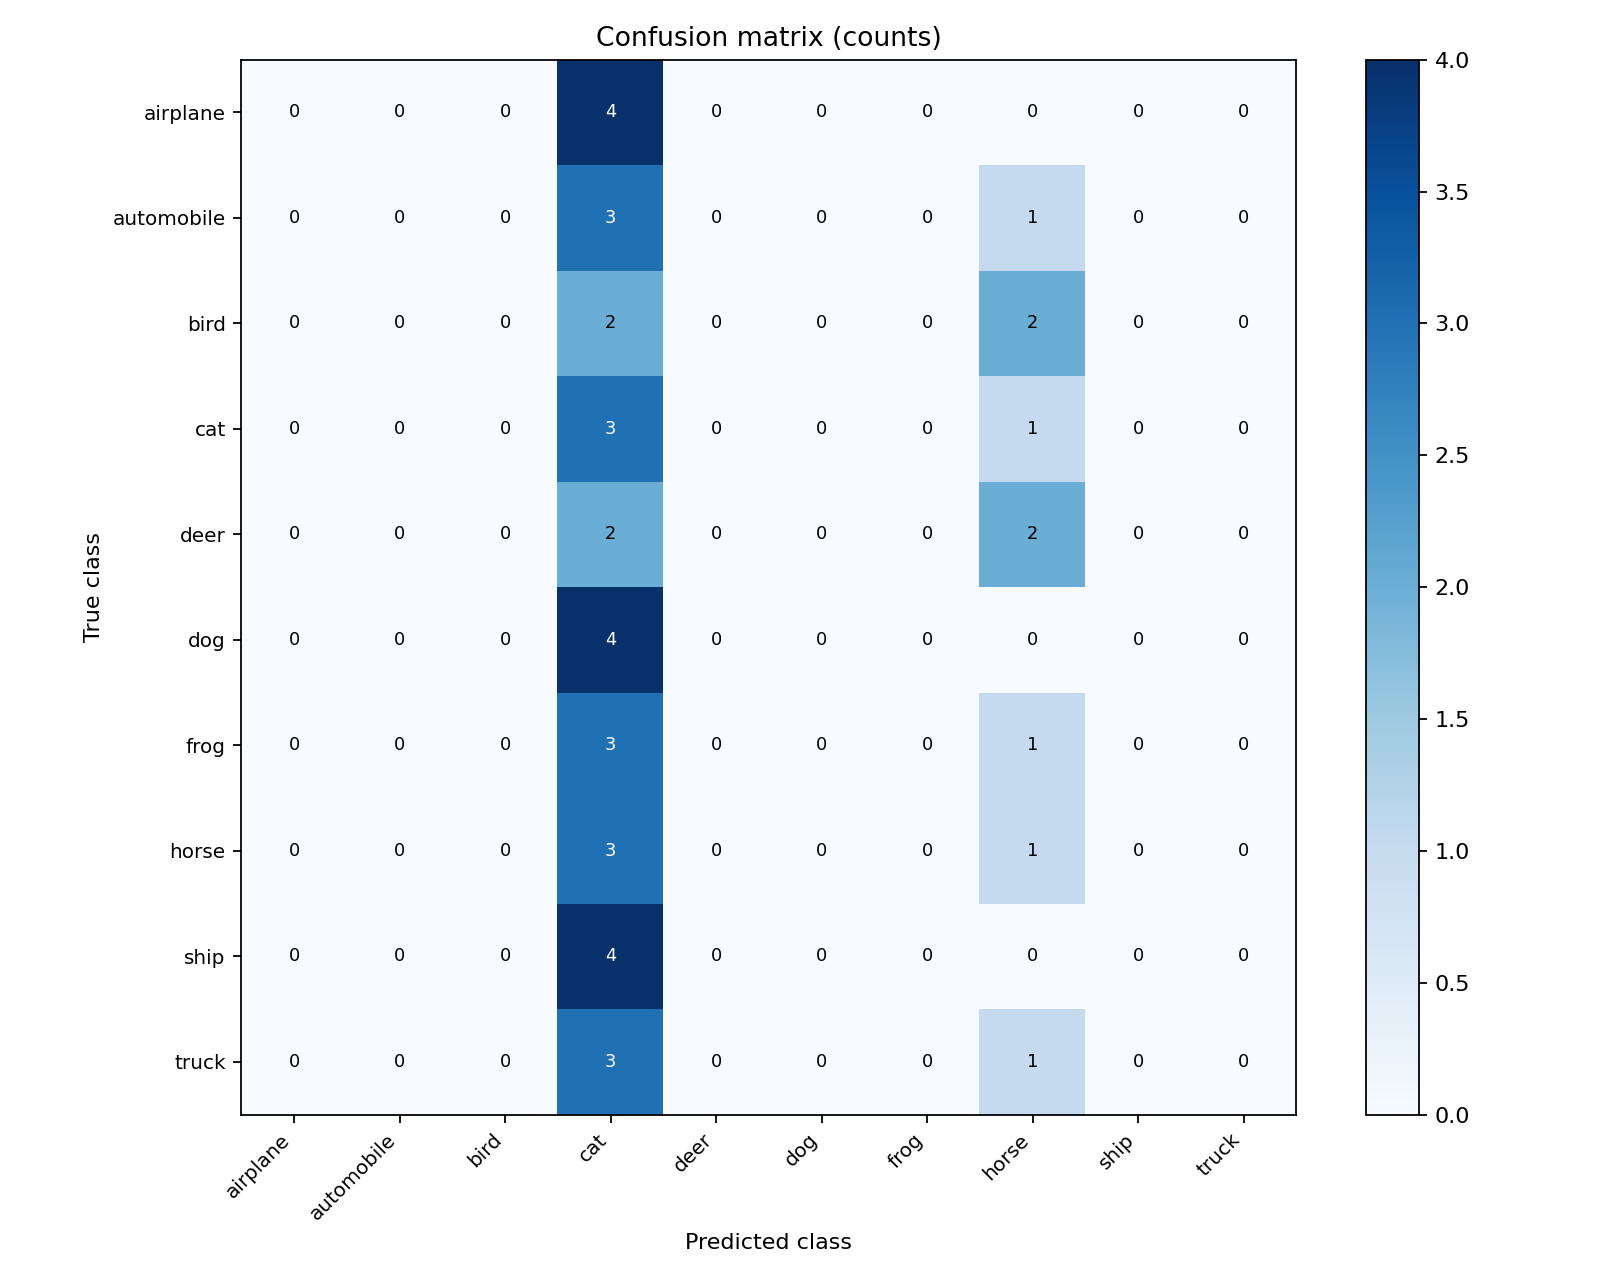 Confusion matrix (counts)
airplane 0 0 0 4 0 0 0 0 0 0
automobile 0 0 0 3 0 0 0 1 0 0
bird 0 0 0 2 0 0 0 2 0 0
cat 0 0 0 3 0 0 0 1 0 0
deer 0 0 0 2 0 0 0 2 0 0
dog 0 0 0 4 0 0 0 0 0 0
frog 0 0 0 3 0 0 0 1 0 0
horse 0 0 0 3 0 0 0 1 0 0
ship 0 0 0 4 0 0 0 0 0 0
truck 0 0 0 3 0 0 0 1 0 0
True class
airplane automobile bird cat deer dog frog horse ship truck
Predicted class
4.0
3.5
3.0
2.5
2.0
1.5
1.0
0.5
0.0